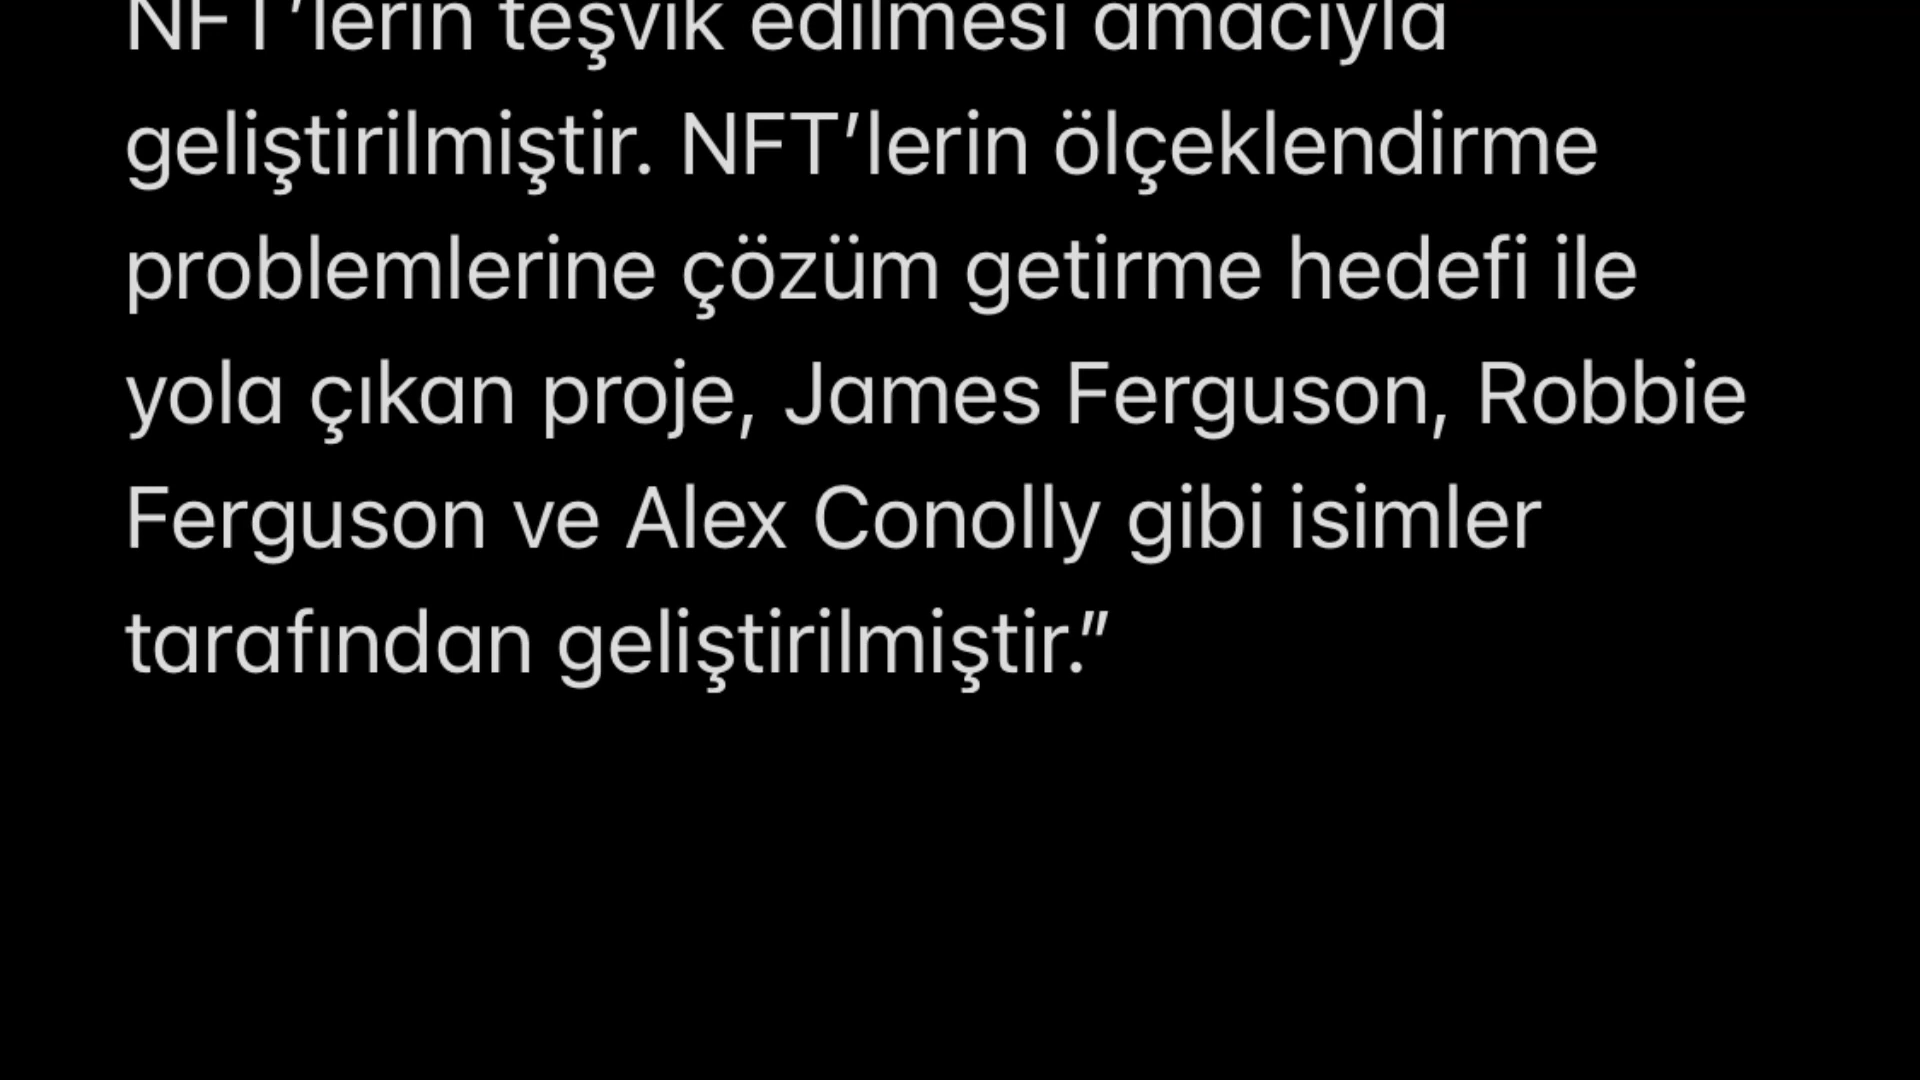 NFT’lerin teşvik edilmesi amacıyla
geliştirilmiştir. NFT’lerin ölçeklendirme
problemlerine çözüm getirme hedefi ile
yola çıkan proje, James Ferguson, Robbie
Ferguson ve Alex Conolly gibi isimler
tarafından geliştirilmiştir.”